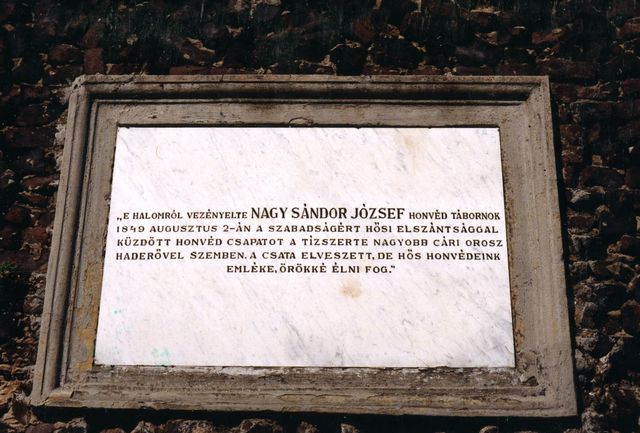 „E HALOMRÓL VEZÉNYELTE NAGY SÁNDOR JÓZSEF HONVÉD TÁBORNOK
1849 AUGUSZTUS 2-ÁN A SZABADSÁGÉRT HŐSI ELSZÁNTSÁGGAL
KÜZDÖTT HONVÉD CSAPATOT A TÍZSZERTE NAGYOBB CÁRI OROSZ
HADERŐVEL SZEMBEN. A CSATA ELVESZETT, DE HŐS HONVÉDEINK
EMLÉKE, ÖRÖKKÉ ÉLNI FOG."